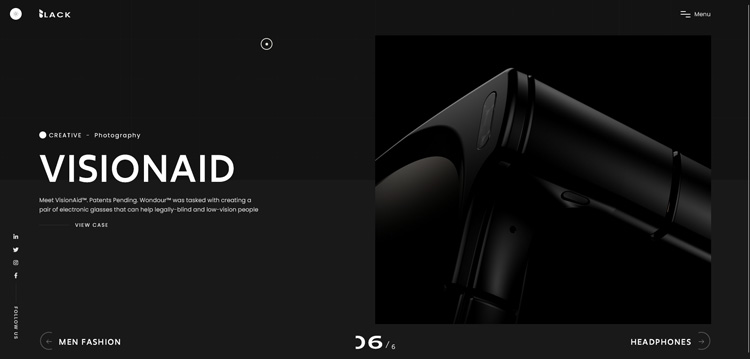 BLACK
Menu
CREATIVE - Photography
VISIONAID
Meet VisionAid™. Patents Pending. Wondour™ was tasked with creating a
pair of electronic glasses that can help legally-blind and low-vision people
VIEW CASE
FOLLOW US
MEN FASHION
06 / 6
HEADPHONES